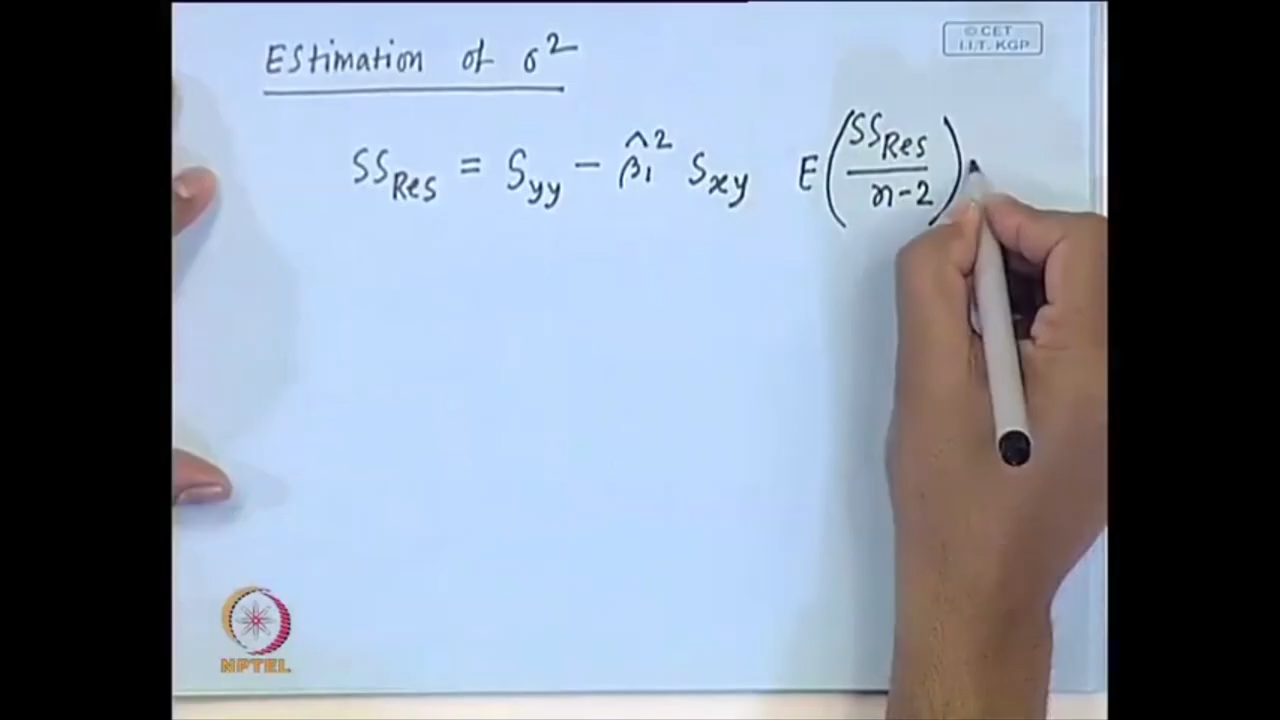 © CET
I.I.T. KGP
Estimation of σ²
SS_Res = S_yy − β̂₁² S_xy   E(SS_Res / n−2)
NPTEL